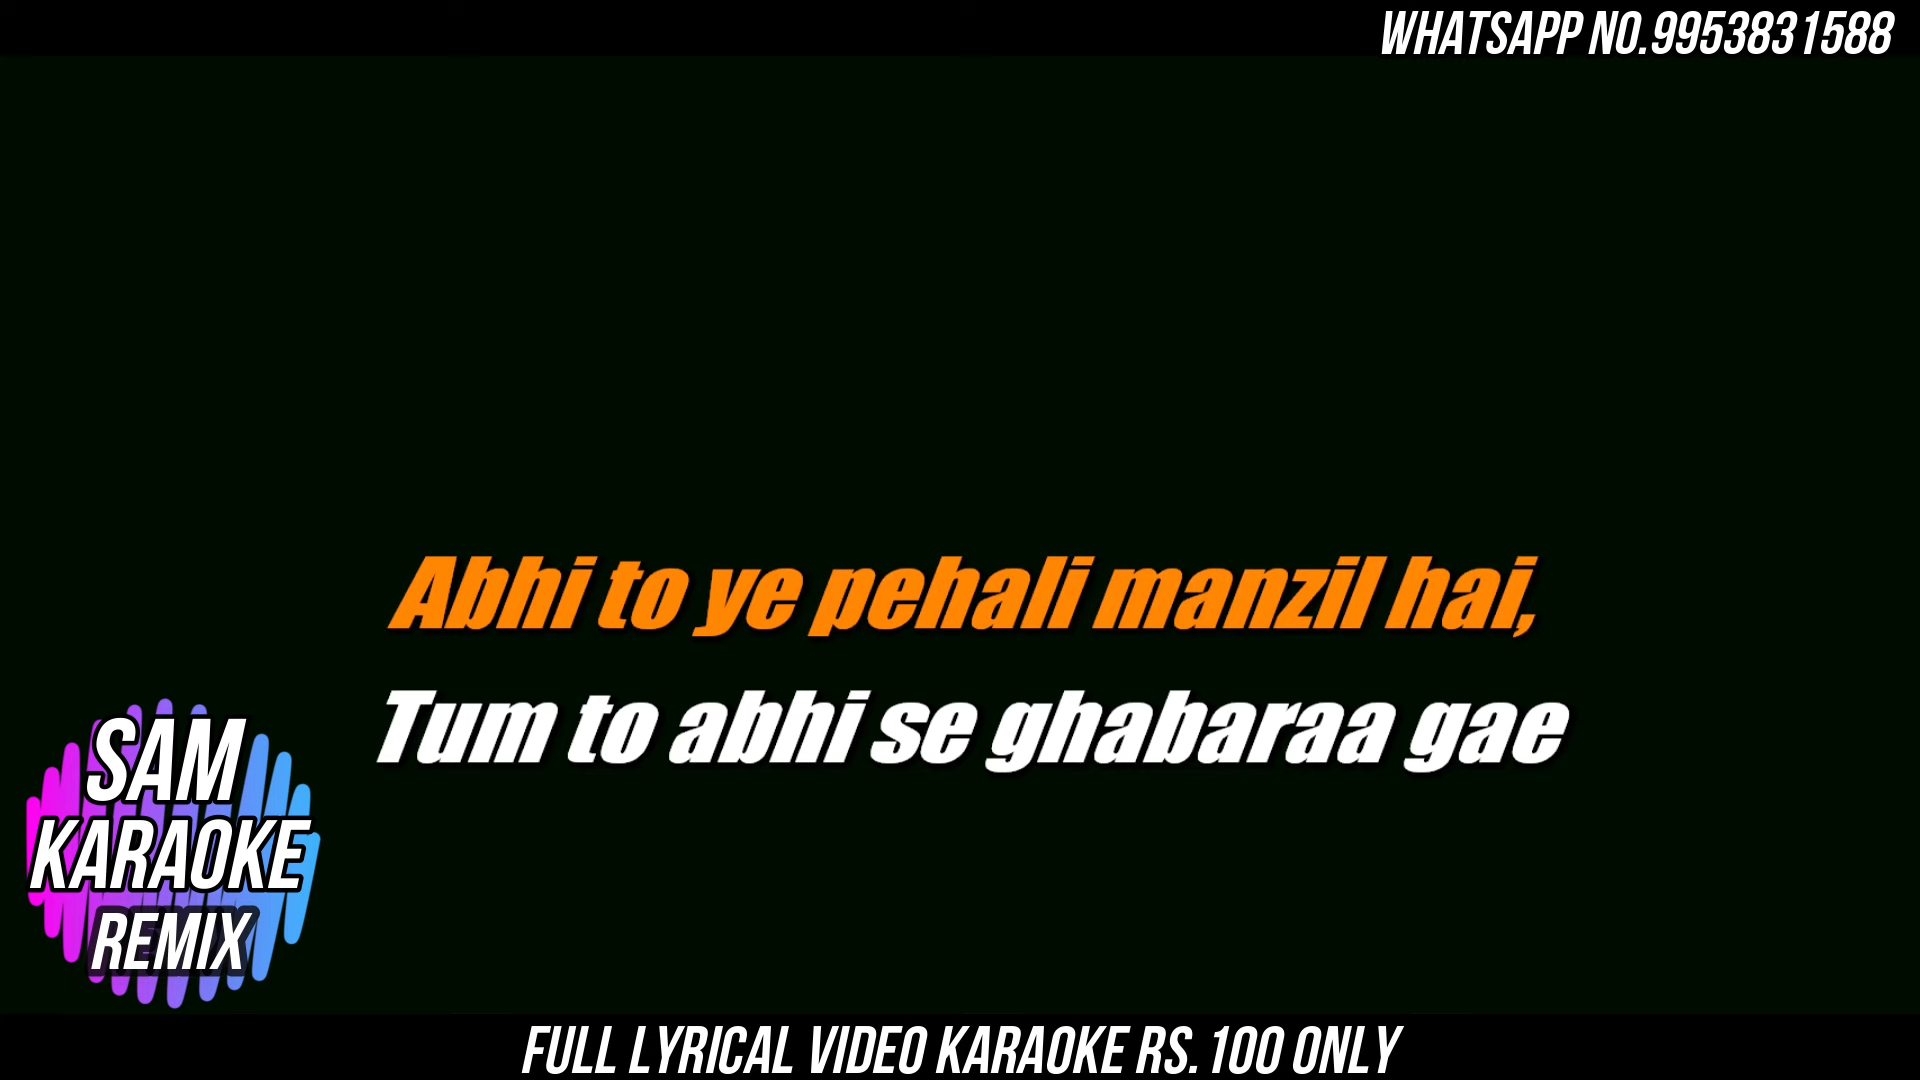 WHATSAPP NO.9953831588
Abhi to ye pehali manzil hai,
Tum to abhi se ghabaraa gae
SAM
KARAOKE
REMIX
FULL LYRICAL VIDEO KARAOKE RS.100 ONLY